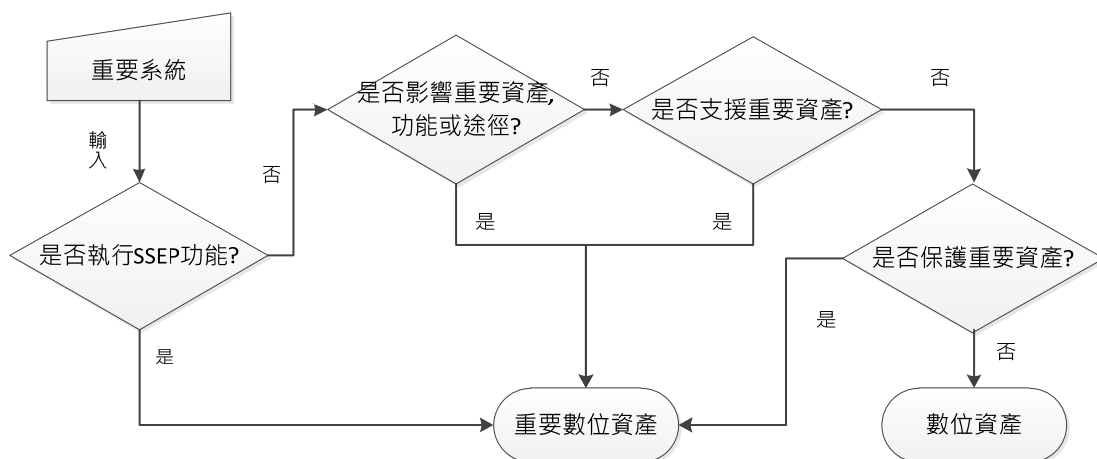 重要系統
輸入
是否執行SSEP功能?
否
是
是否影響重要資產,
功能或途徑?
否
是
是否支援重要資產?
否
是
是否保護重要資產?
是
否
重要數位資產
數位資產